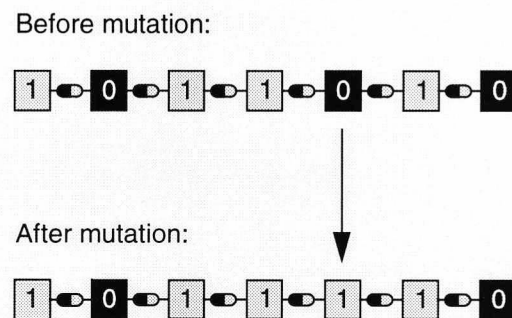 Before mutation:
1 0 1 1 0 1 0
After mutation:
1 0 1 1 1 1 0